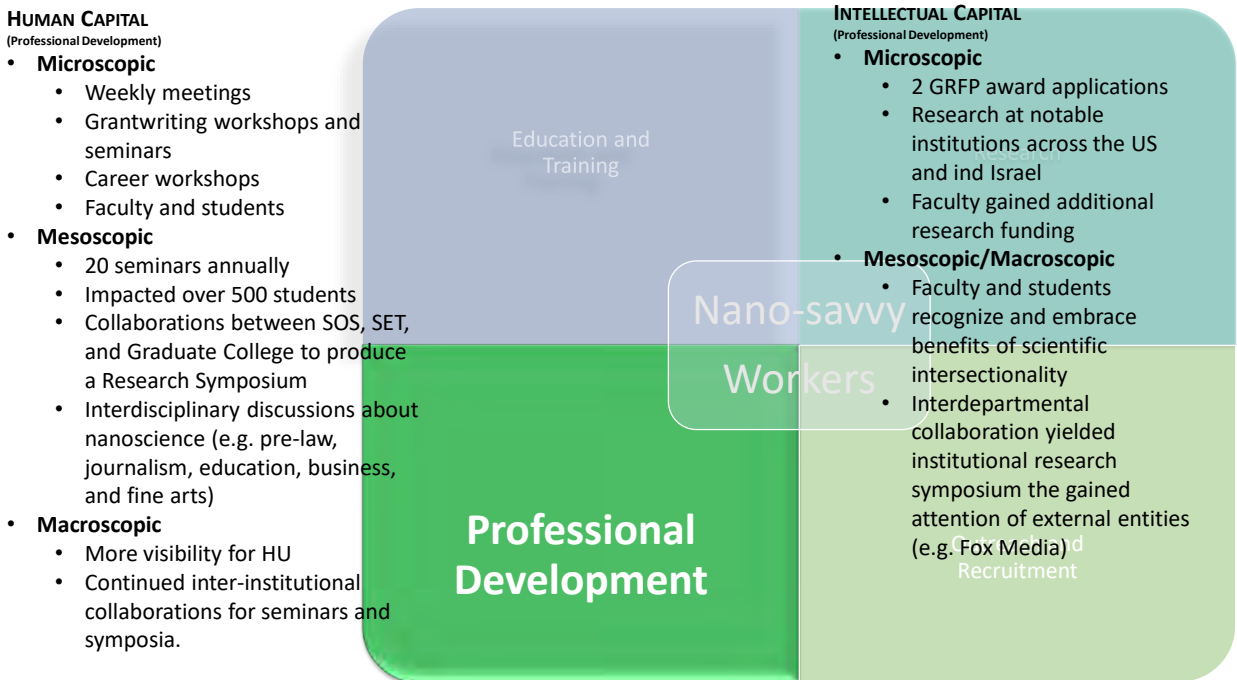 HUMAN CAPITAL
(Professional Development)
• Microscopic
• Weekly meetings
• Grantwriting workshops and
seminars
• Career workshops
• Faculty and students
• Mesoscopic
• 20 seminars annually
• Impacted over 500 students
• Collaborations between SOS, SET,
and Graduate College to produce
a Research Symposium
• Interdisciplinary discussions about
nanoscience (e.g. pre-law,
journalism, education, business,
and fine arts)
• Macroscopic
• More visibility for HU
• Continued inter-institutional
collaborations for seminars and
symposia.
Education and
Training
Nano-savvy
Workers
Professional
Development
INTELLECTUAL CAPITAL
(Professional Development)
• Microscopic
• 2 GRFP award applications
• Research at notable
institutions across the US
and ind Israel
• Faculty gained additional
research funding
• Mesoscopic/Macroscopic
• Faculty and students
recognize and embrace
benefits of scientific
intersectionality
• Interdepartmental
collaboration yielded
institutional research
symposium the gained
attention of external entities
(e.g. Fox Media)
Research
Outreach and
Recruitment